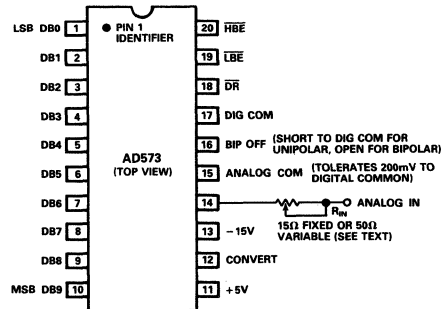 LSB DB0 1
PIN 1
IDENTIFIER
20 H̅B̅E̅
DB1 2
19 L̅B̅E̅
DB2 3
18 D̅R̅
DB3 4
17 DIG COM
DB4 5
16 BIP OFF (SHORT TO DIG COM FOR
UNIPOLAR, OPEN FOR BIPOLAR)
AD573
(TOP VIEW)
DB5 6
15 ANALOG COM (TOLERATES 200mV TO
DIGITAL COMMON)
DB6 7
14
RIN
ANALOG IN
15Ω FIXED OR 50Ω
VARIABLE (SEE TEXT)
DB7 8
13 −15V
DB8 9
12 CONVERT
MSB DB9 10
11 +5V